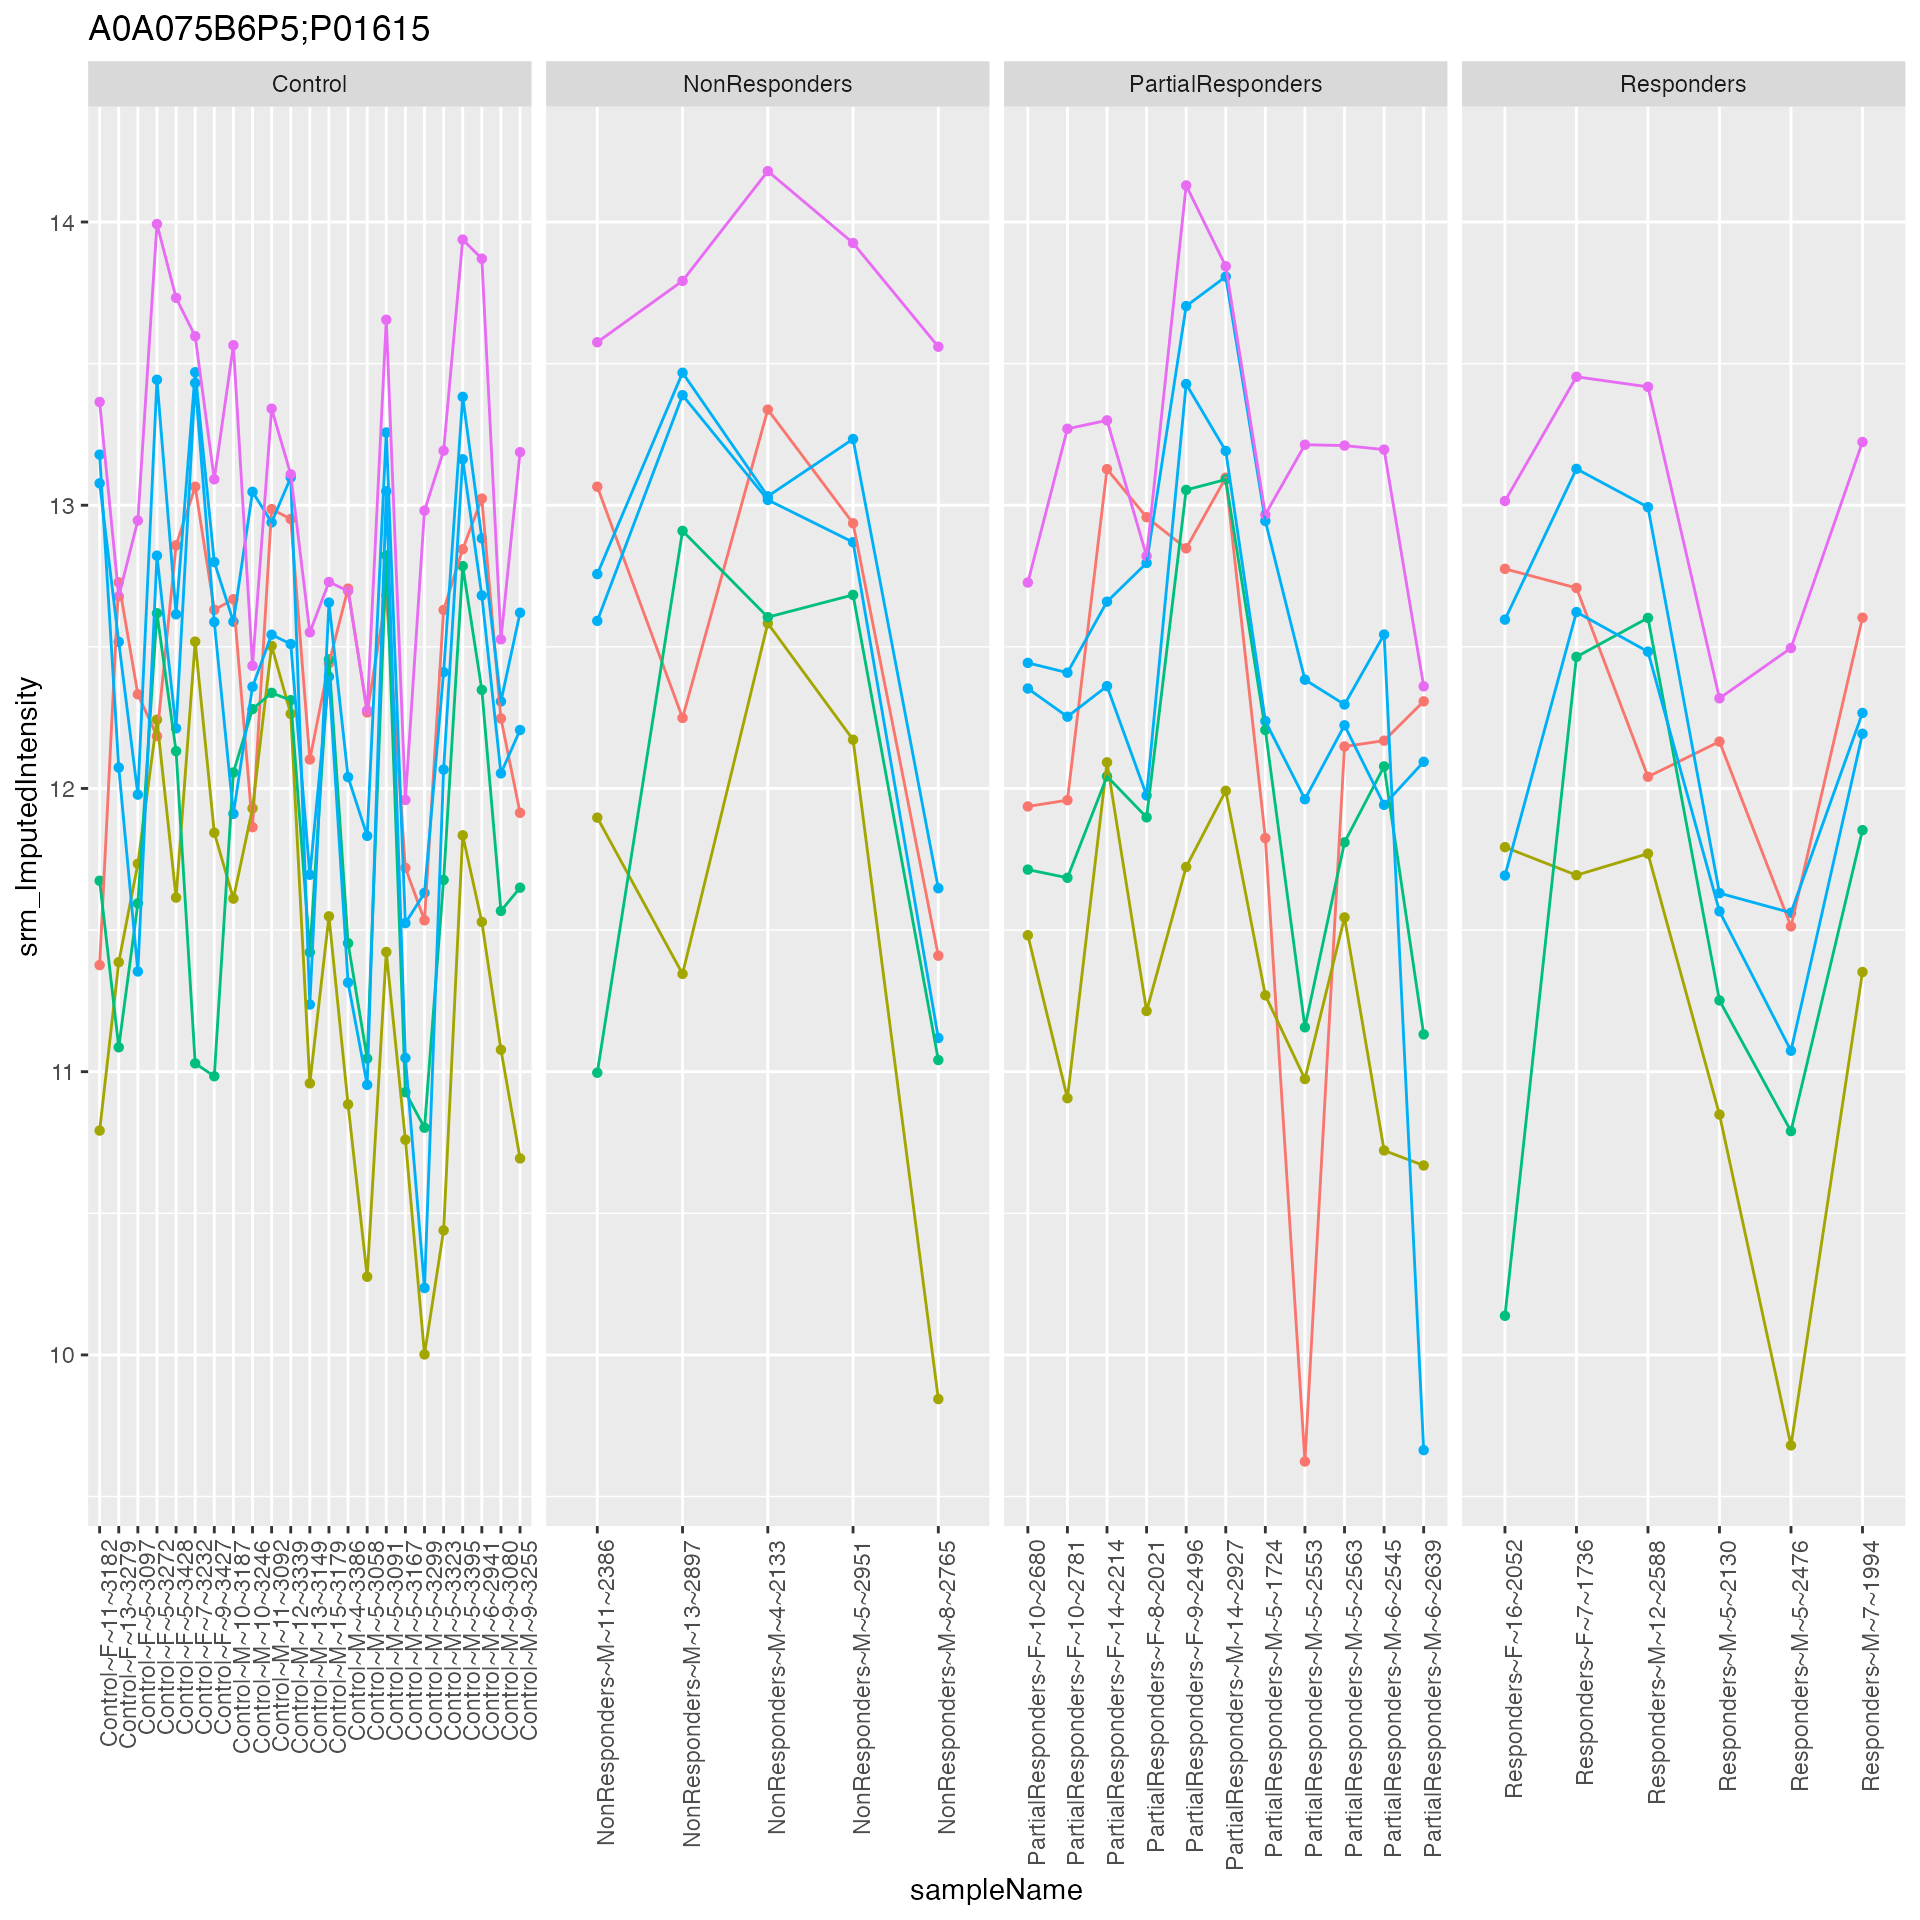 A0A075B6P5;P01615
Control
NonResponders
PartialResponders
Responders
srm_ImputedIntensity
14
13
12
11
10
Control~F~11~3182
Control~F~13~3279
Control~F~5~3097
Control~F~5~3272
Control~F~5~3428
Control~F~7~3232
Control~F~9~3427
Control~M~10~3187
Control~M~10~3246
Control~M~11~3092
Control~M~12~3339
Control~M~13~3149
Control~M~15~3179
Control~M~4~3386
Control~M~5~3058
Control~M~5~3091
Control~M~5~3167
Control~M~5~3299
Control~M~5~3323
Control~M~5~3395
Control~M~6~2941
Control~M~9~3080
Control~M~9~3255
NonResponders~M~11~2386
NonResponders~M~13~2897
NonResponders~M~4~2133
NonResponders~M~5~2951
NonResponders~M~8~2765
PartialResponders~F~10~2680
PartialResponders~F~10~2781
PartialResponders~F~14~2214
PartialResponders~F~8~2021
PartialResponders~F~9~2496
PartialResponders~M~14~2927
PartialResponders~M~5~1724
PartialResponders~M~5~2553
PartialResponders~M~5~2563
PartialResponders~M~6~2545
PartialResponders~M~6~2639
Responders~F~16~2052
Responders~F~7~1736
Responders~M~12~2588
Responders~M~5~2130
Responders~M~5~2476
Responders~M~7~1994
sampleName